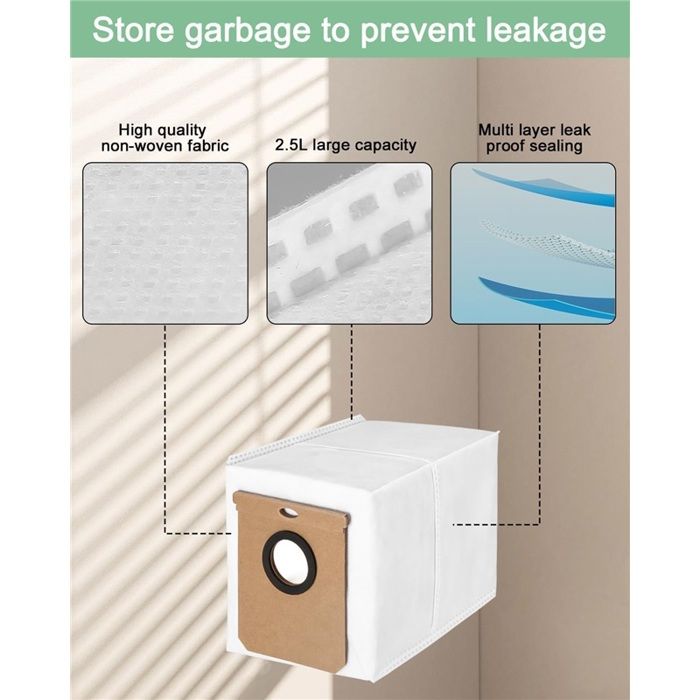 Store garbage to prevent leakage
High quality
non-woven fabric
2.5L large capacity
Multi layer leak
proof sealing